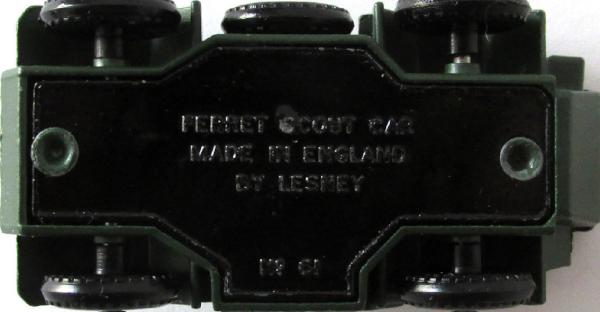 FERRET SCOUT CAR
MADE IN ENGLAND
BY LESNEY
Nº 61